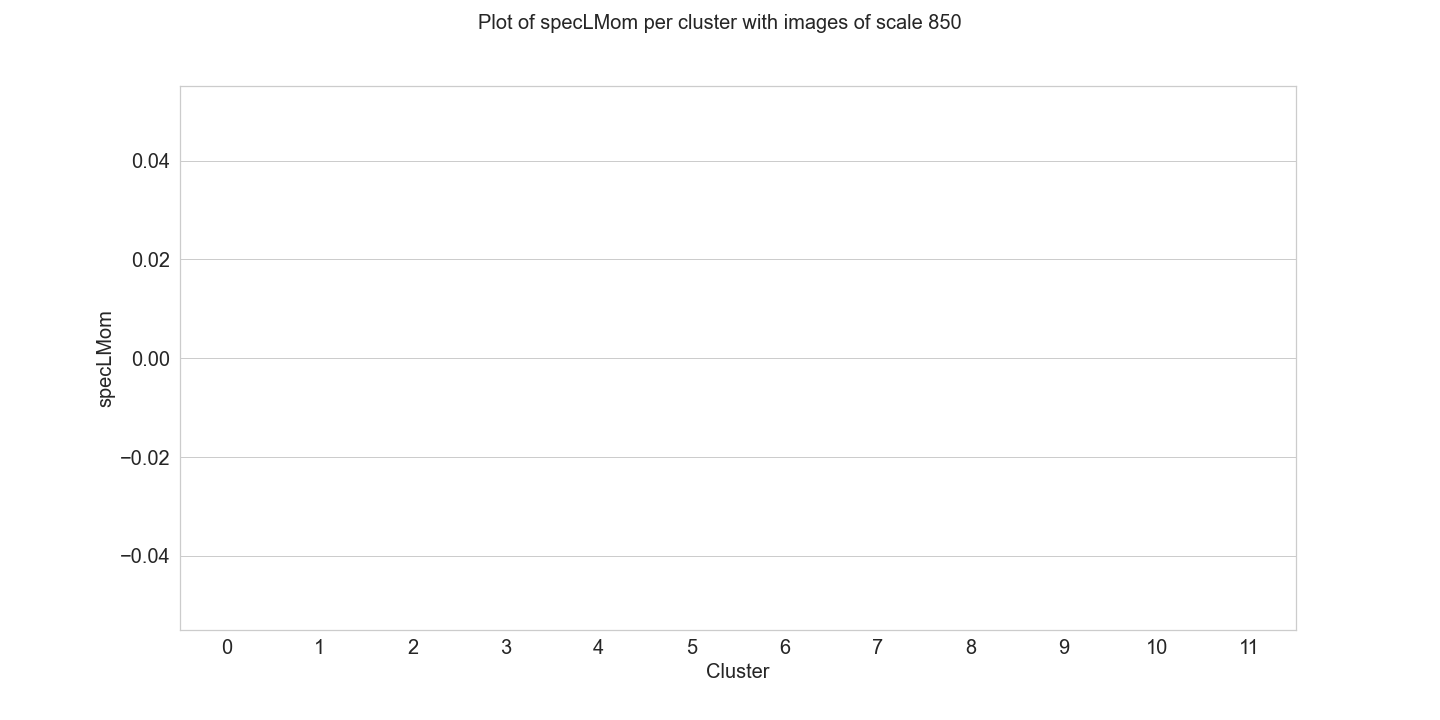 Plot of specLMom per cluster with images of scale 850
0.04
0.02
0.00
−0.02
−0.04
specLMom
0 1 2 3 4 5 6 7 8 9 10 11
Cluster